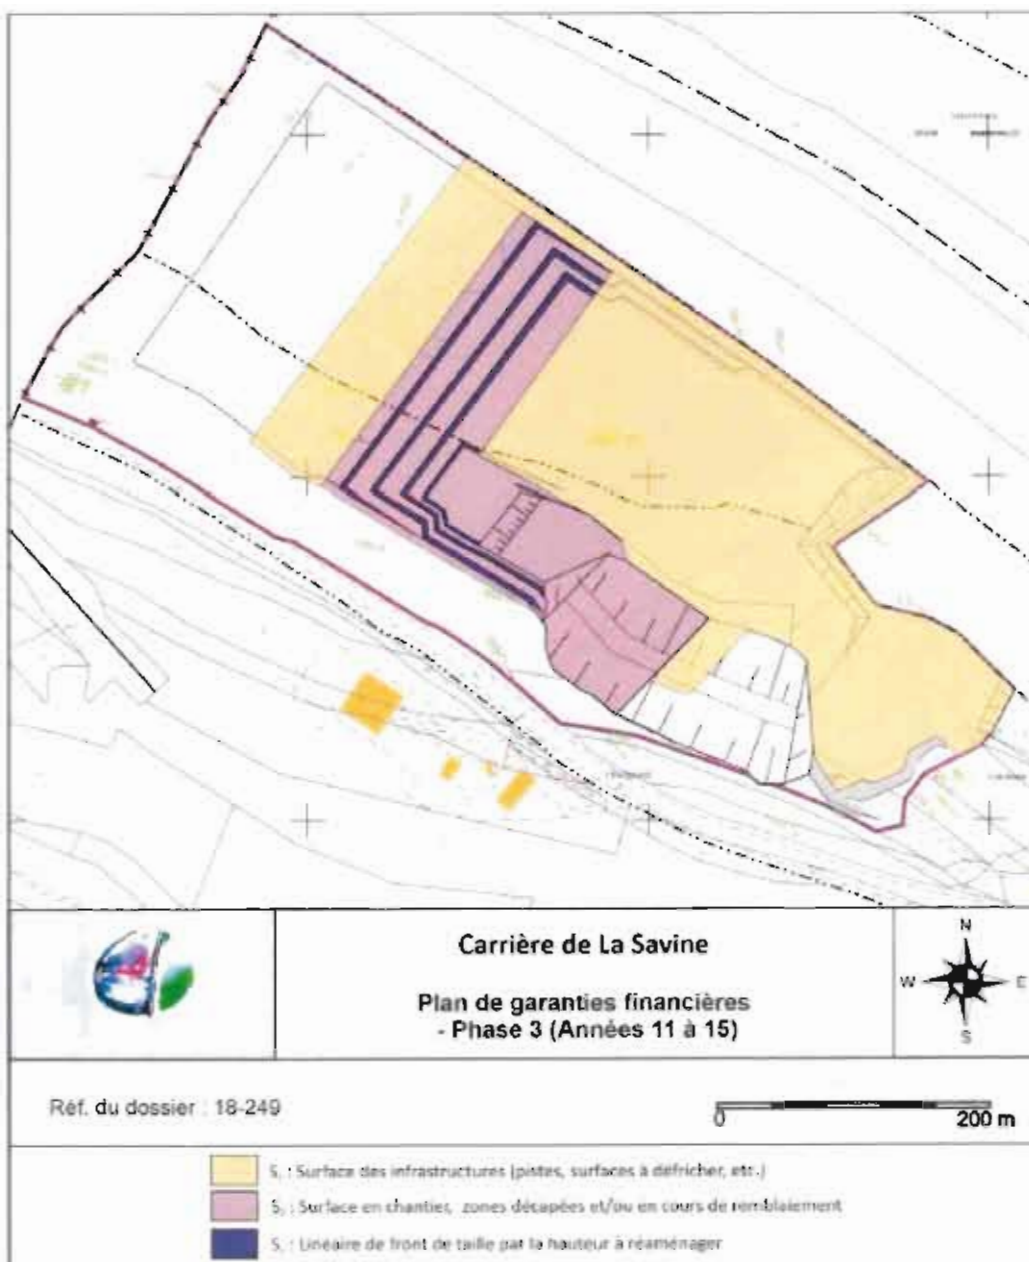 Carrière de La Savine
Plan de garanties financières
- Phase 3 (Années 11 à 15)
N
W E
S
Réf. du dossier : 18-249
0 200 m
S₁ : Surface des infrastructures (pistes, surfaces à défricher, etc.)
S₂ : Surface en chantier, zones décapées et/ou en cours de remblaiement
S₃ : Linéaire de front de taille par la hauteur à réaménager